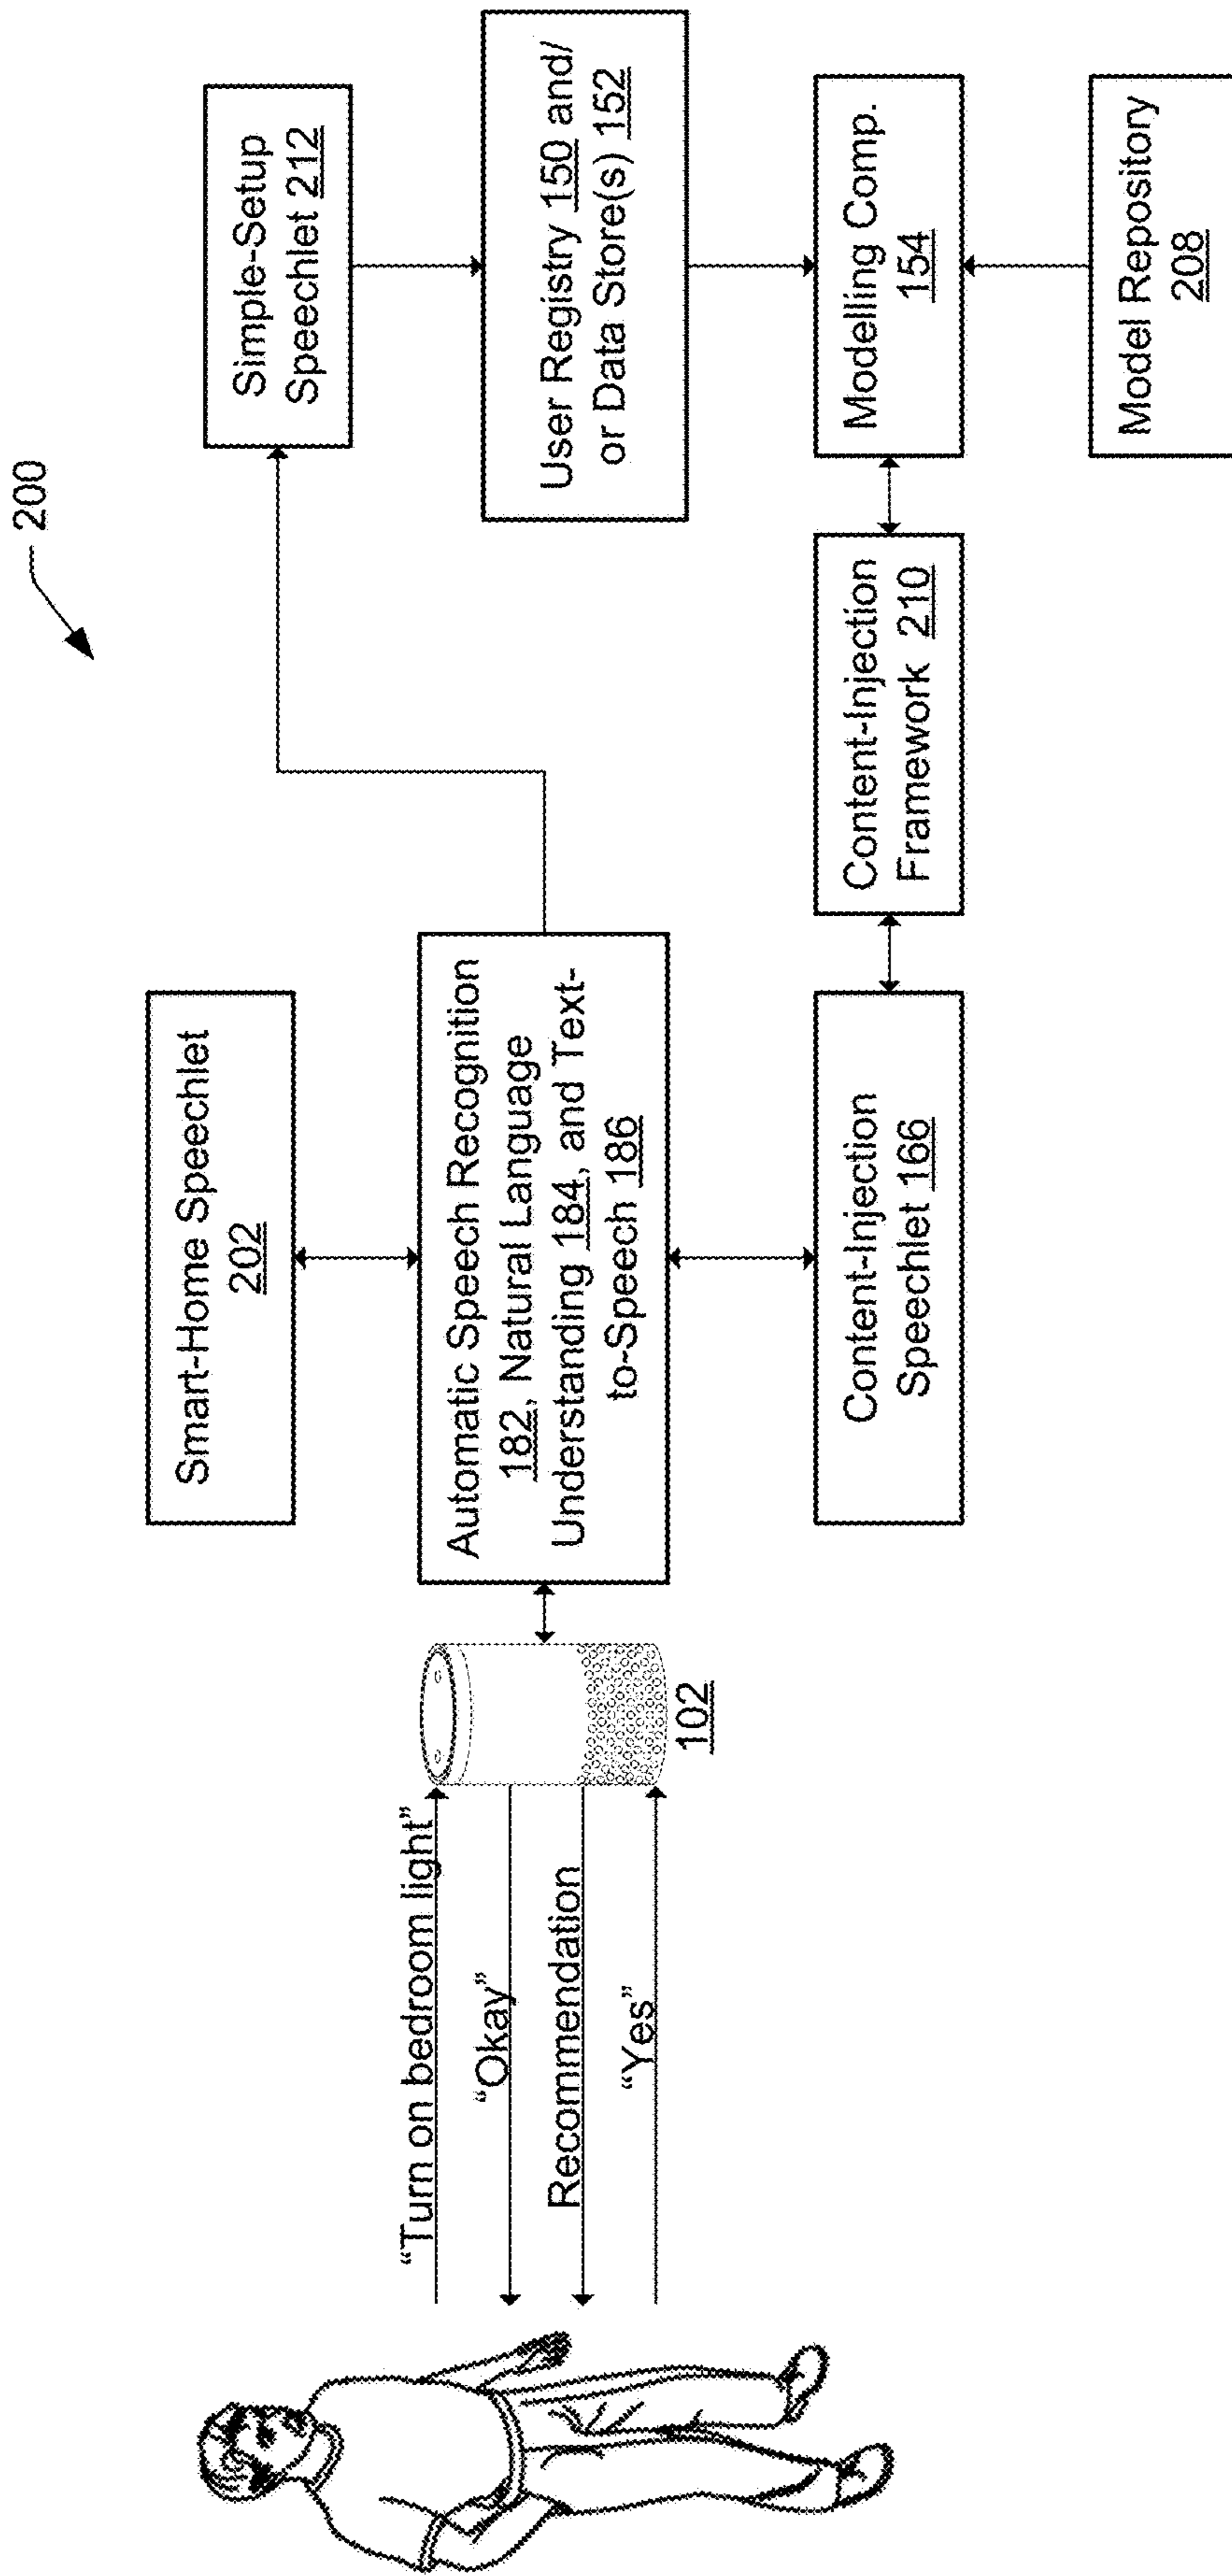 200
Smart-Home Speechlet
202
Simple-Setup
Speechlet 212
“Turn on bedroom light”
“Okay”
Recommendation
“Yes”
102
Automatic Speech Recognition
182, Natural Language
Understanding 184, and Text-
to-Speech 186
User Registry 150 and/
or Data Store(s) 152
Content-Injection
Speechlet 166
Content-Injection
Framework 210
Modelling Comp.
154
Model Repository
208